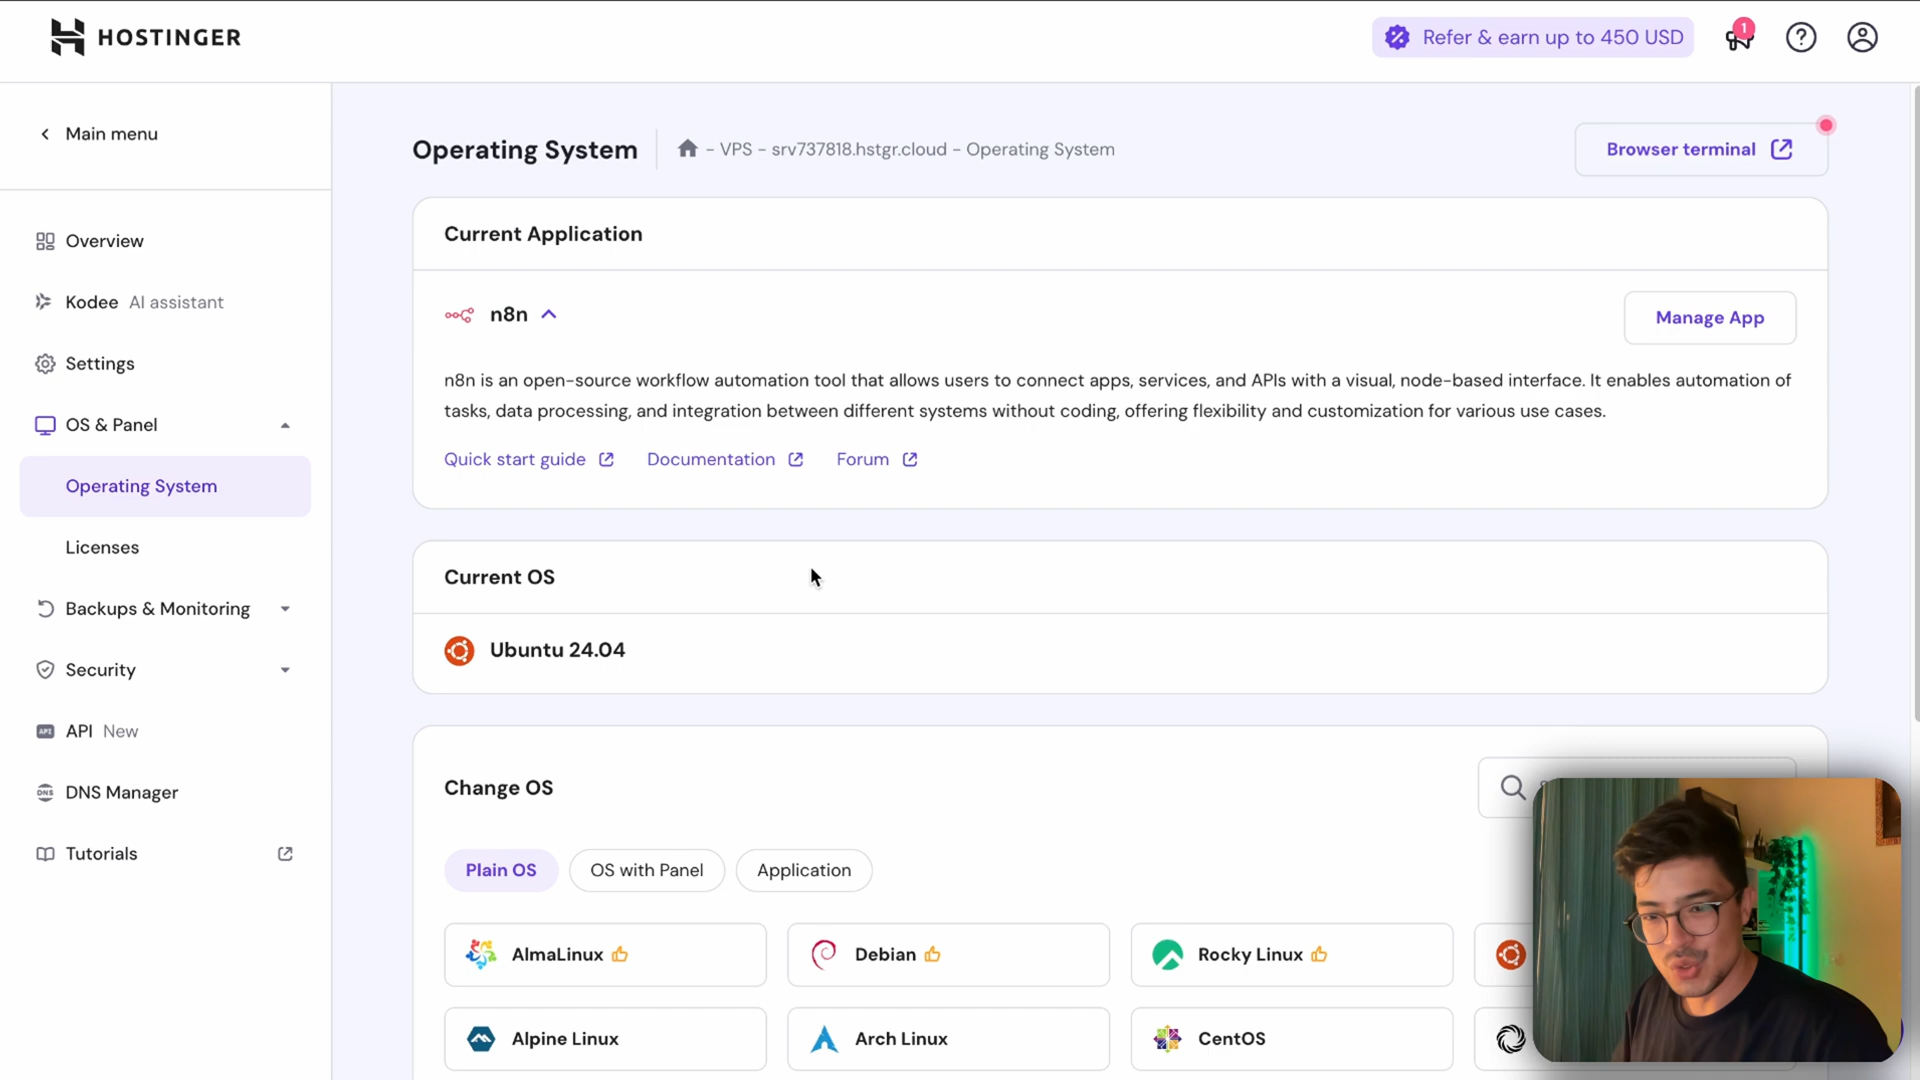 HOSTINGER
Refer & earn up to 450 USD
1
Main menu
Overview
Kodee AI assistant
Settings
OS & Panel
Operating System
Licenses
Backups & Monitoring
Security
API New
DNS Manager
Tutorials
Operating System
- VPS - srv737818.hstgr.cloud - Operating System
Browser terminal
Current Application
n8n
Manage App
n8n is an open-source workflow automation tool that allows users to connect apps, services, and APIs with a visual, node-based interface. It enables automation of
tasks, data processing, and integration between different systems without coding, offering flexibility and customization for various use cases.
Quick start guide
Documentation
Forum
Current OS
Ubuntu 24.04
Change OS
Plain OS
OS with Panel
Application
AlmaLinux
Debian
Rocky Linux
Alpine Linux
Arch Linux
CentOS